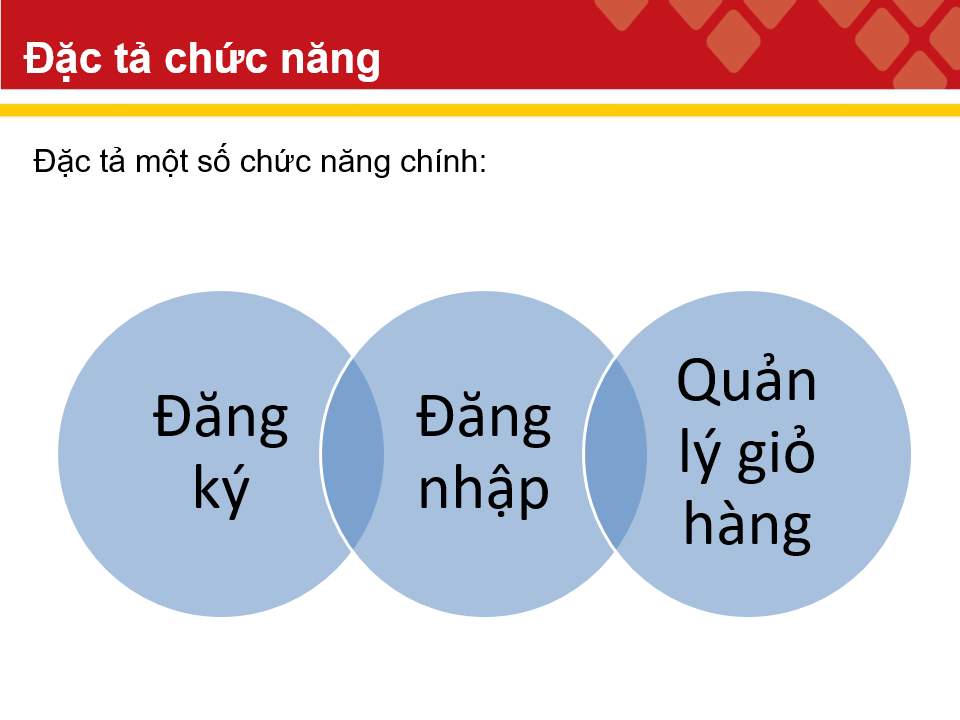 Đặc tả chức năng
Đặc tả một số chức năng chính:
Đăng
ký
Đăng
nhập
Quản
lý giỏ
hàng